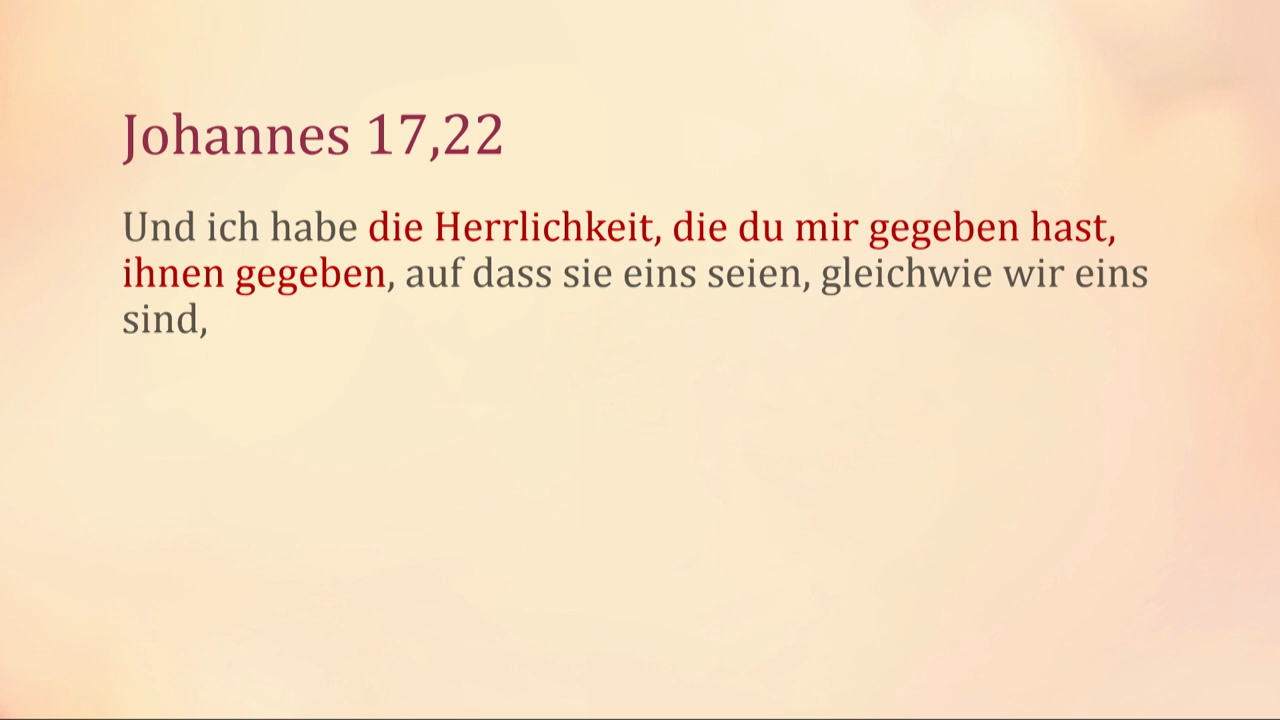 Johannes 17,22
Und ich habe die Herrlichkeit, die du mir gegeben hast,
ihnen gegeben, auf dass sie eins seien, gleichwie wir eins
sind,